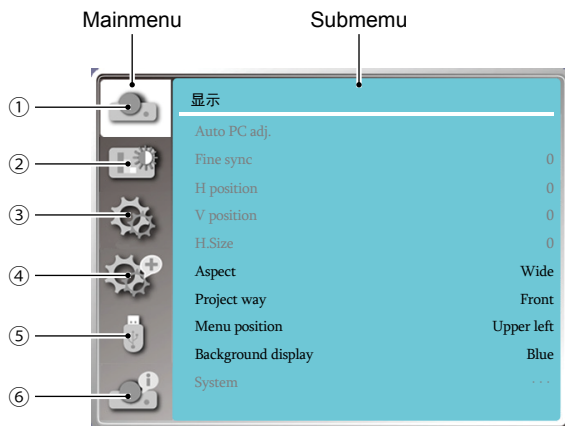 Mainmenu
Submemu
①
②
③
④
⑤
⑥
显示
Auto PC adj.
Fine sync 0
H position 0
V position 0
H.Size 0
Aspect Wide
Project way Front
Menu position Upper left
Background display Blue
System ···